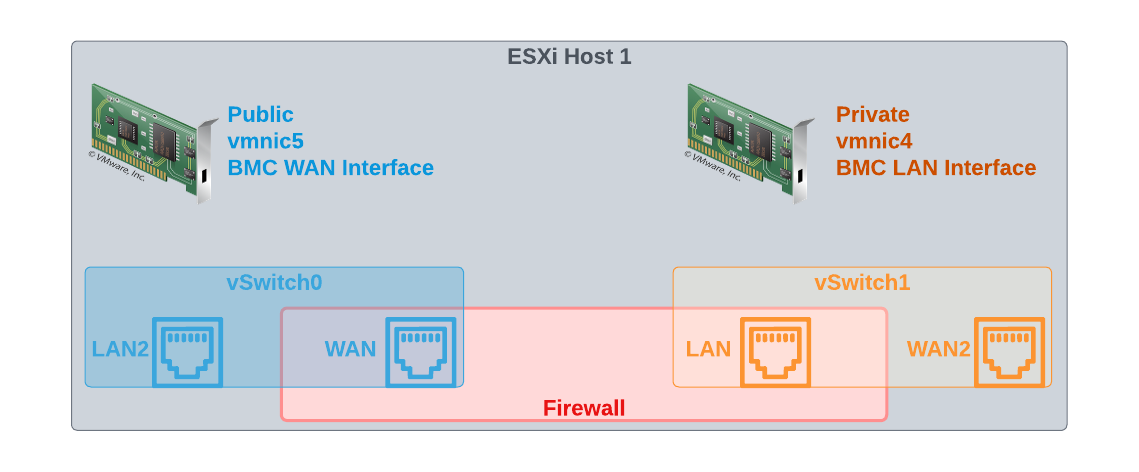 ESXi Host 1
Public
vmnic5
BMC WAN Interface
© VMware, Inc.
Private
vmnic4
BMC LAN Interface
© VMware, Inc.
vSwitch0
LAN2
WAN
vSwitch1
LAN
WAN2
Firewall